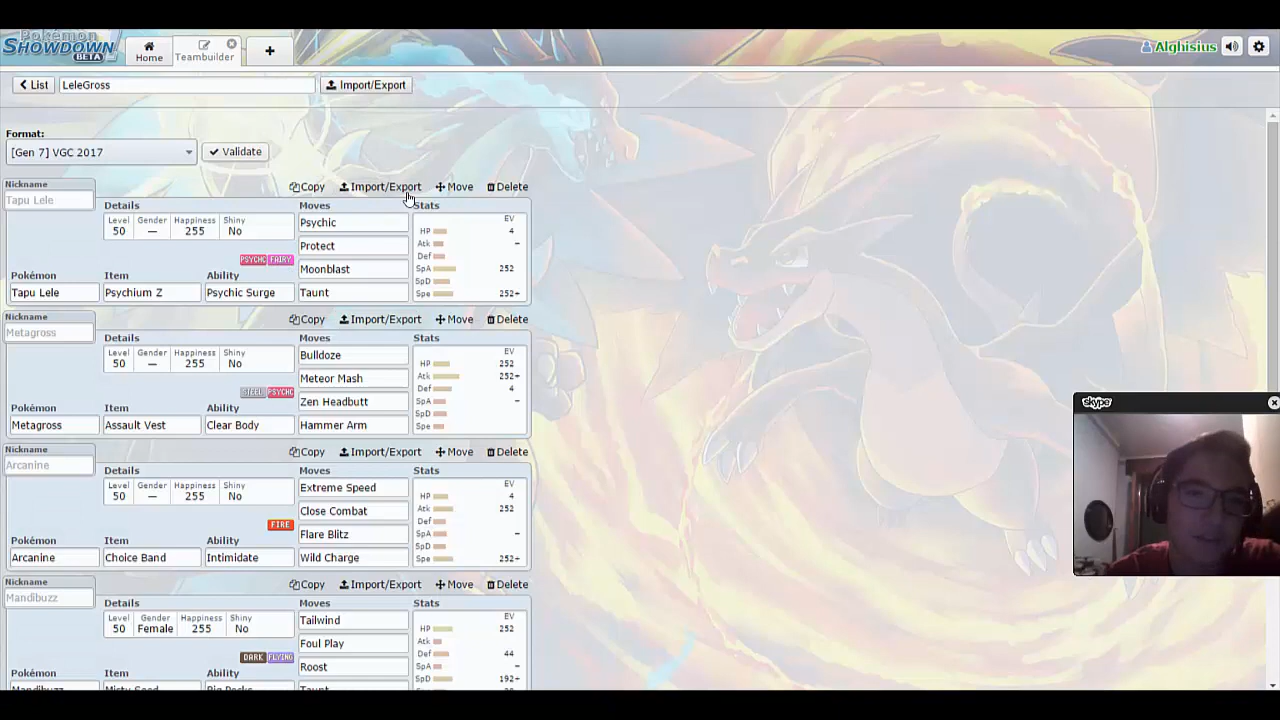 Pokémon
SHOWDOWN
BETA
Home
Teambuilder
+
Alghisius
List
LeleGross
Import/Export
Format:
[Gen 7] VGC 2017
Validate
Nickname
Tapu Lele
Copy Import/Export Move Delete
Details Moves Stats
Level Gender Happiness Shiny
50 — 255 No
Psychic
Protect
Moonblast
Taunt
EV
HP 4
Atk –
Def
SpA 252
SpD
Spe 252+
PSYCHC FAIRY
Pokémon Item Ability
Tapu Lele Psychium Z Psychic Surge
Nickname
Metagross
Copy Import/Export Move Delete
Details Moves Stats
Level Gender Happiness Shiny
50 — 255 No
Bulldoze
Meteor Mash
Zen Headbutt
Hammer Arm
EV
HP 252
Atk 252+
Def 4
SpA –
SpD
Spe
STEEL PSYCHC
Pokémon Item Ability
Metagross Assault Vest Clear Body
Nickname
Arcanine
Copy Import/Export Move Delete
Details Moves Stats
Level Gender Happiness Shiny
50 — 255 No
Extreme Speed
Close Combat
Flare Blitz
Wild Charge
EV
HP 4
Atk 252
Def
SpA –
SpD
Spe 252+
FIRE
Pokémon Item Ability
Arcanine Choice Band Intimidate
Nickname
Mandibuzz
Copy Import/Export Move Delete
Details Moves Stats
Level Gender Happiness Shiny
50 Female 255 No
Tailwind
Foul Play
Roost
Taunt
EV
HP 252
Atk
Def 44
SpA –
SpD 192+
DARK FLYING
Pokémon Item Ability
Mandibuzz Misty Seed Big Pecks
skype